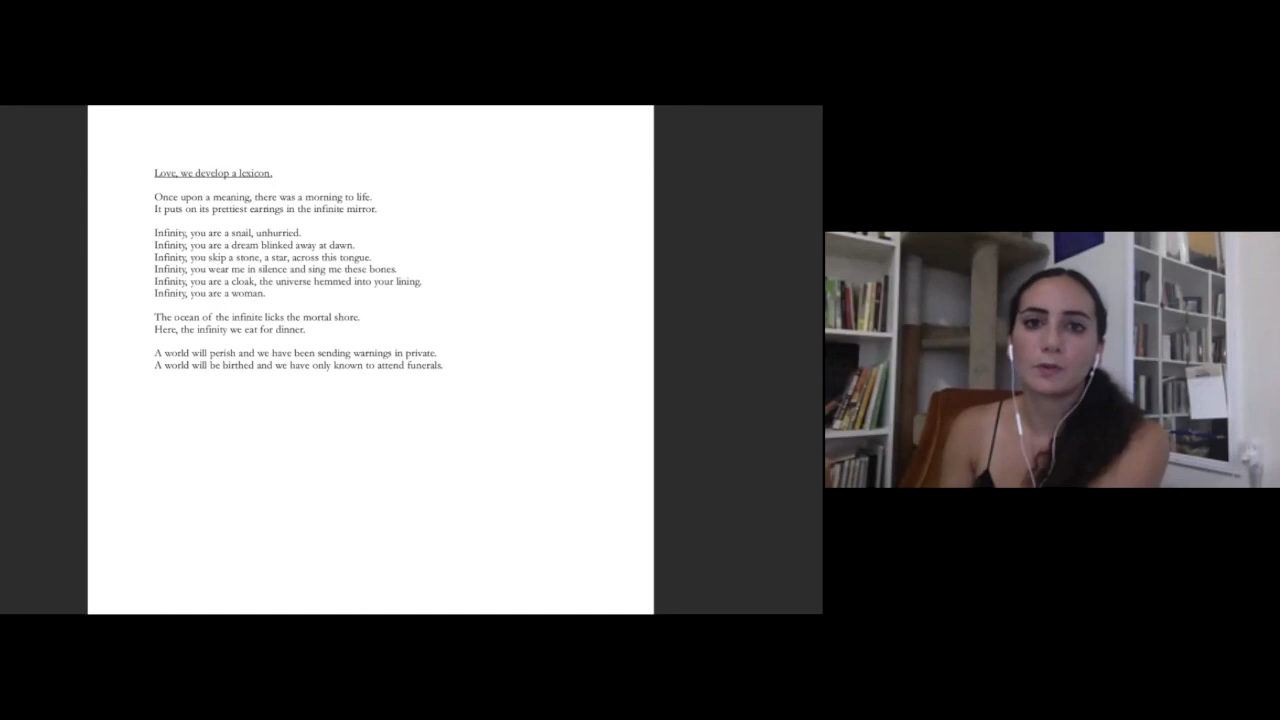 Love, we develop a lexicon.
Once upon a meaning, there was a morning to life.
It puts on its prettiest earrings in the infinite mirror.
Infinity, you are a snail, unhurried.
Infinity, you are a dream blinked away at dawn.
Infinity, you skip a stone, a star, across this tongue.
Infinity, you wear me in silence and sing me these bones.
Infinity, you are a cloak, the universe hemmed into your lining.
Infinity, you are a woman.
The ocean of the infinite licks the mortal shore.
Here, the infinity we eat for dinner.
A world will perish and we have been sending warnings in private.
A world will be birthed and we have only known to attend funerals.